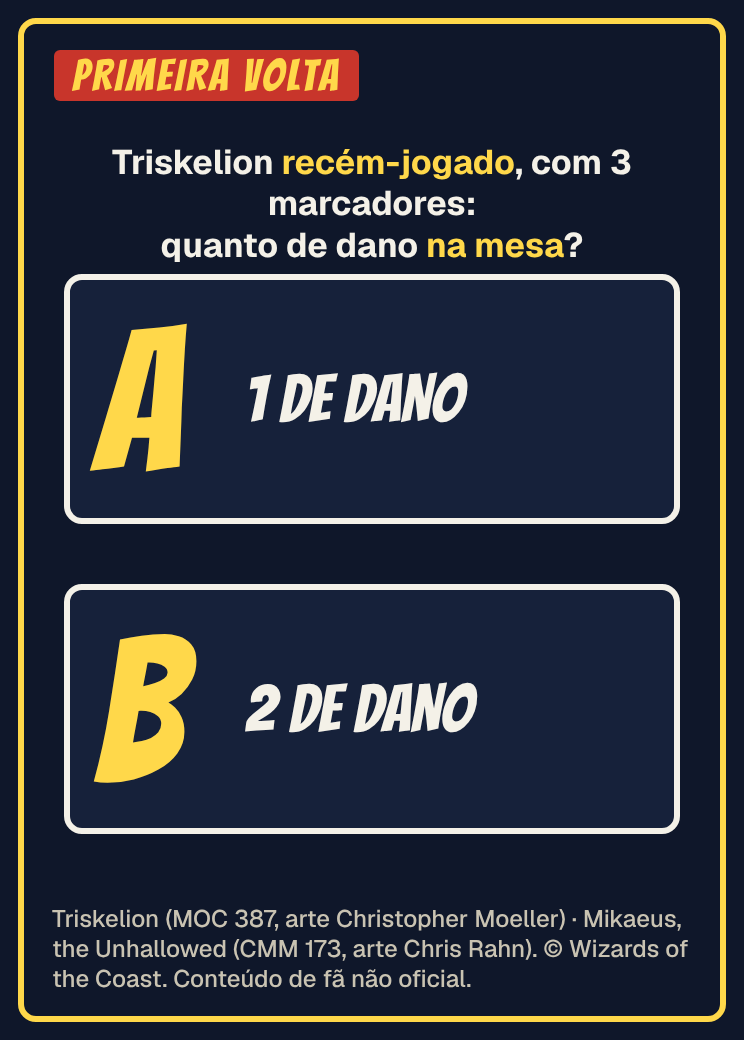 PRIMEIRA VOLTA
Triskelion recém-jogado, com 3
marcadores:
quanto de dano na mesa?
A
1 DE DANO
B
2 DE DANO
Triskelion (MOC 387, arte Christopher Moeller) · Mikaeus,
the Unhallowed (CMM 173, arte Chris Rahn). © Wizards of
the Coast. Conteúdo de fã não oficial.